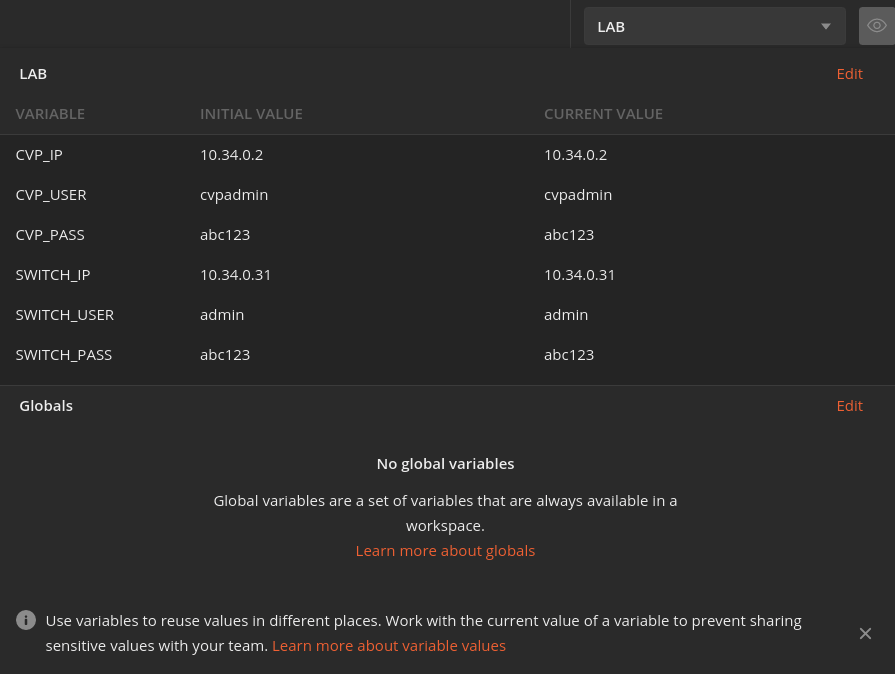 LAB
LAB Edit
VARIABLE INITIAL VALUE CURRENT VALUE
CVP_IP 10.34.0.2 10.34.0.2
CVP_USER cvpadmin cvpadmin
CVP_PASS abc123 abc123
SWITCH_IP 10.34.0.31 10.34.0.31
SWITCH_USER admin admin
SWITCH_PASS abc123 abc123
Globals Edit
No global variables
Global variables are a set of variables that are always available in a
workspace.
Learn more about globals
Use variables to reuse values in different places. Work with the current value of a variable to prevent sharing
sensitive values with your team. Learn more about variable values